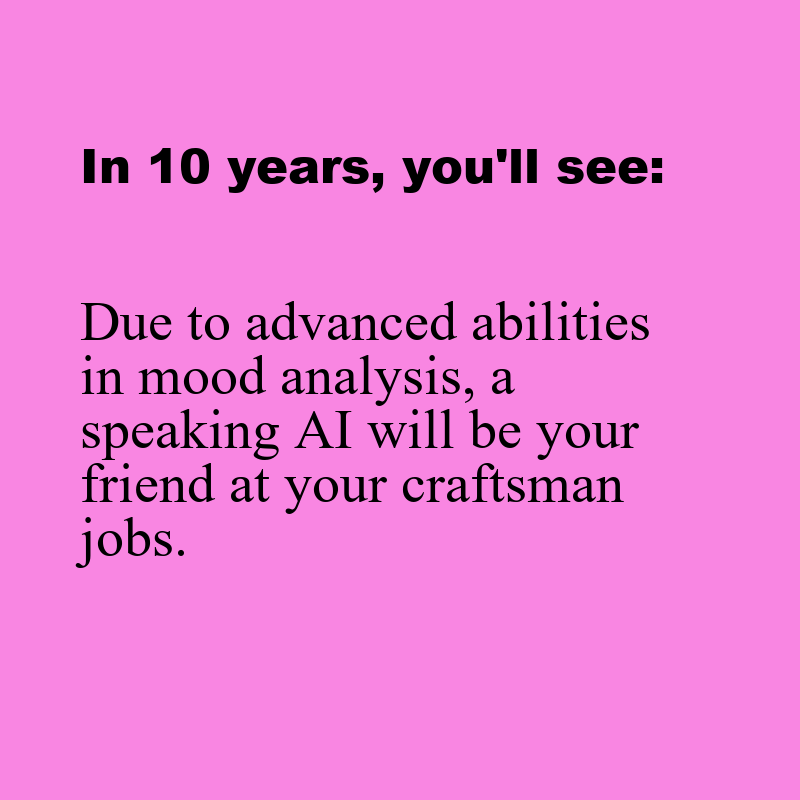 In 10 years, you'll see:
Due to advanced abilities
in mood analysis, a
speaking AI will be your
friend at your craftsman
jobs.